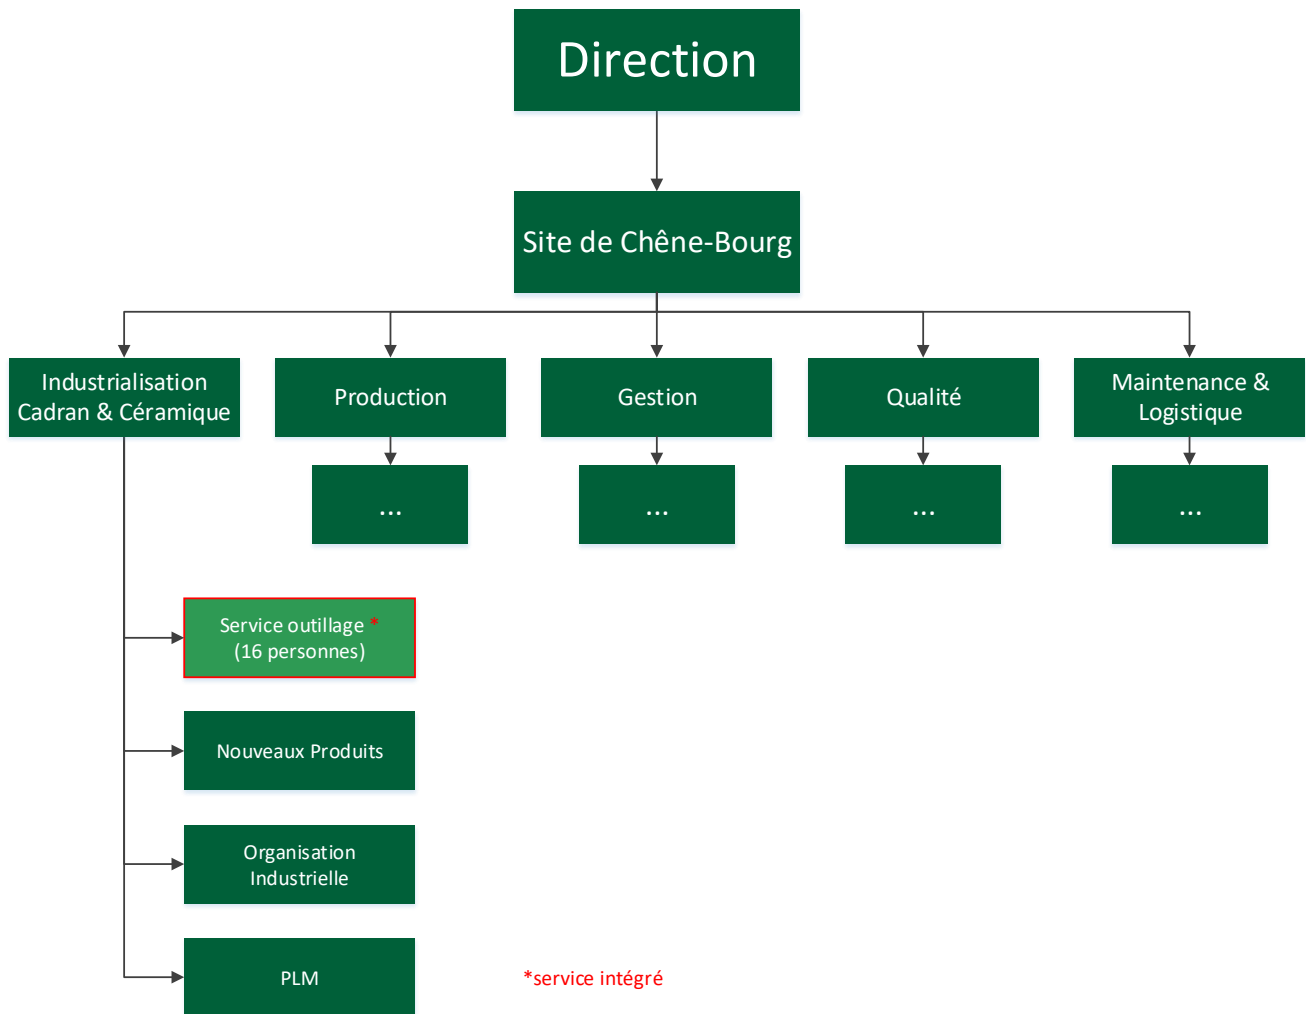 Direction
Site de Chêne-Bourg
Industrialisation
Cadran & Céramique
Production
Gestion
Qualité
Maintenance &
Logistique
...
...
...
...
Service outillage *
(16 personnes)
Nouveaux Produits
Organisation
Industrielle
PLM
*service intégré